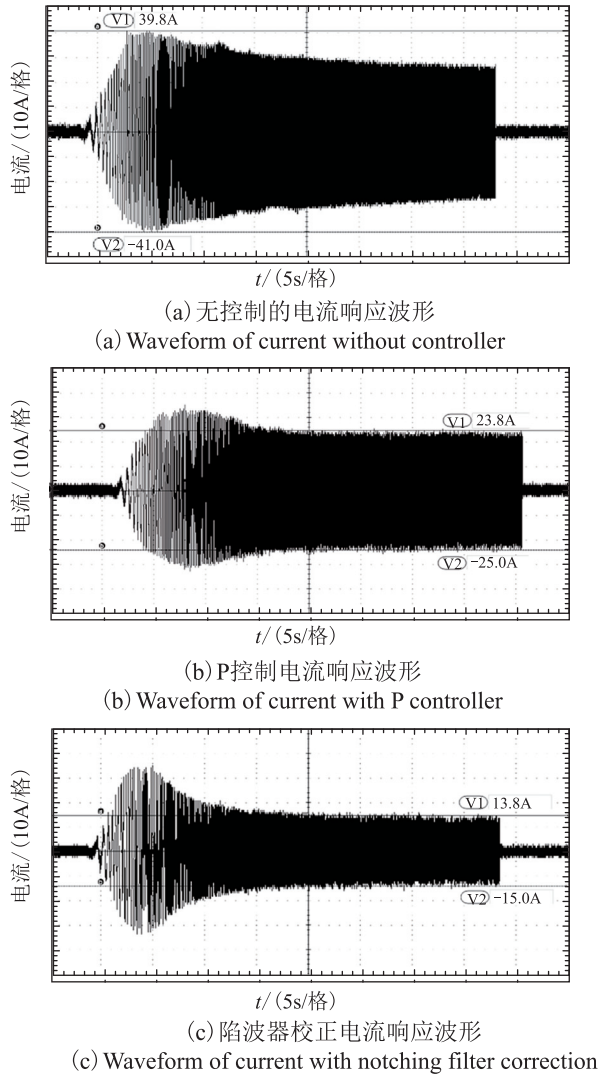 V1 39.8A
电流/(10A/格)
V2 −41.0A
t/(5s/格)
(a)无控制的电流响应波形
(a) Waveform of current without controller
V1 23.8A
电流/(10A/格)
V2 −25.0A
t/(5s/格)
(b)P控制电流响应波形
(b) Waveform of current with P controller
V1 13.8A
电流/(10A/格)
V2 −15.0A
t/(5s/格)
(c)陷波器校正电流响应波形
(c) Waveform of current with notching filter correction